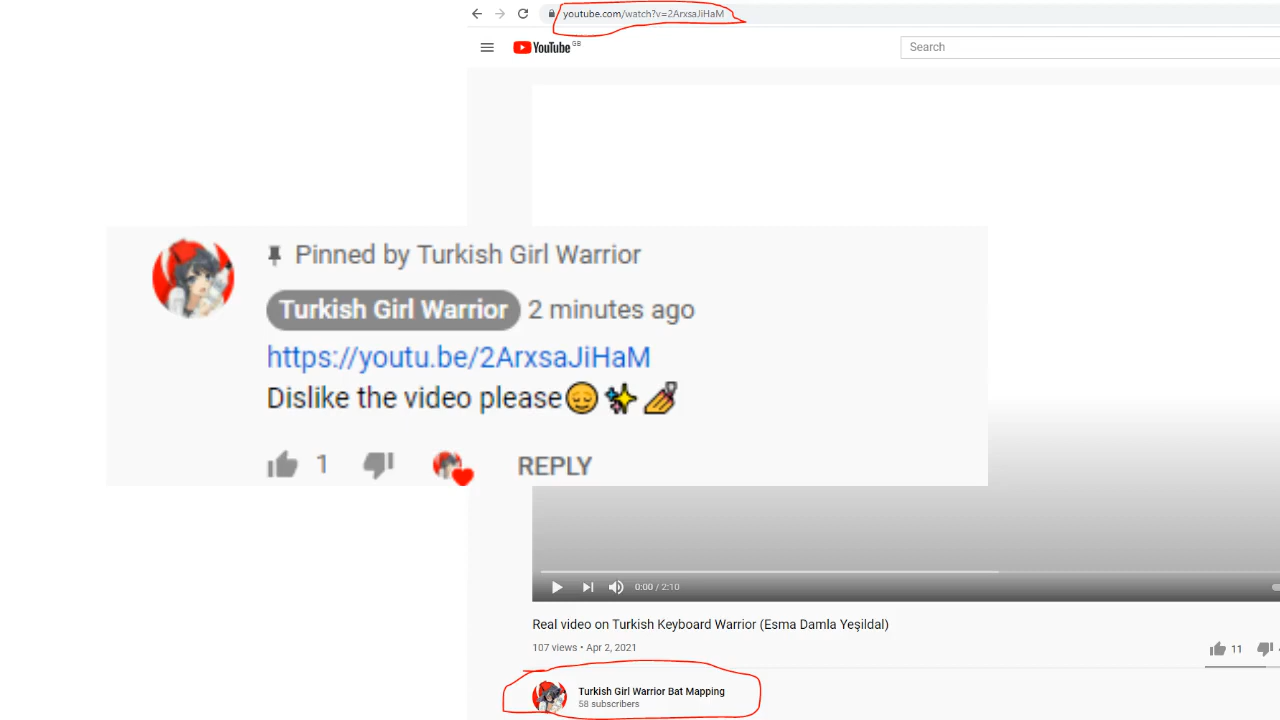 youtube.com/watch?v=2ArxsaJiHaM
YouTube GB
Search
Pinned by Turkish Girl Warrior
Turkish Girl Warrior 2 minutes ago
https://youtu.be/2ArxsaJiHaM
Dislike the video please😌✨💅
1 REPLY
0:00 / 2:10
Real video on Turkish Keyboard Warrior (Esma Damla Yeşildal)
107 views • Apr 2, 2021
11
Turkish Girl Warrior Bat Mapping
58 subscribers